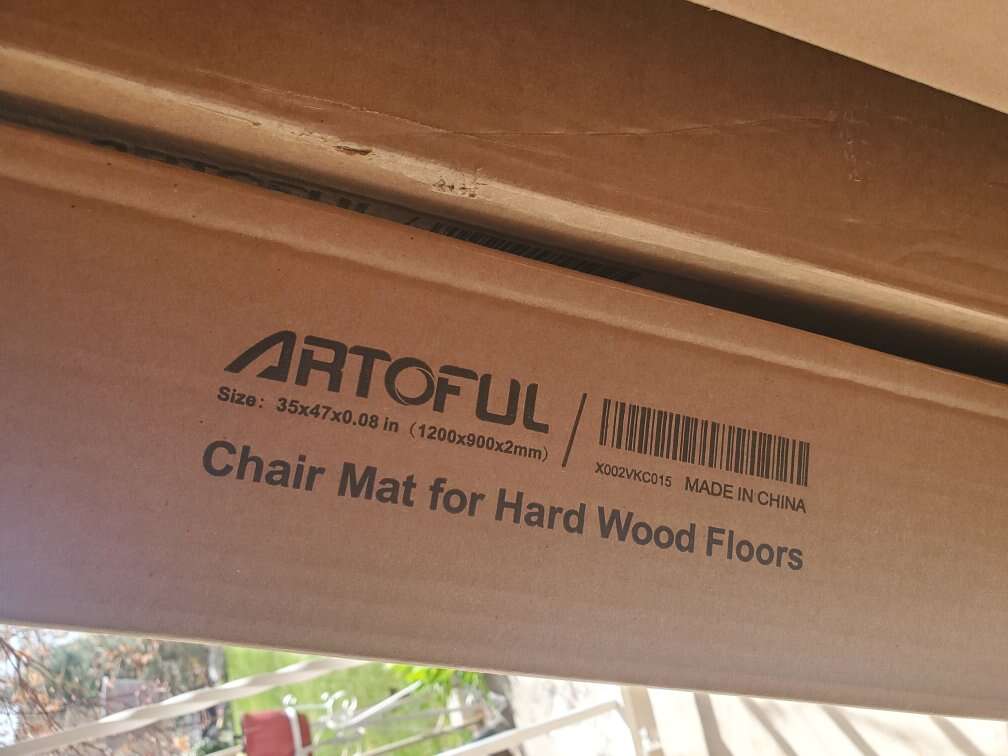 ARTOFUL
Size: 35x47x0.08 in（1200x900x2mm）
X002VKC015 MADE IN CHINA
Chair Mat for Hard Wood Floors